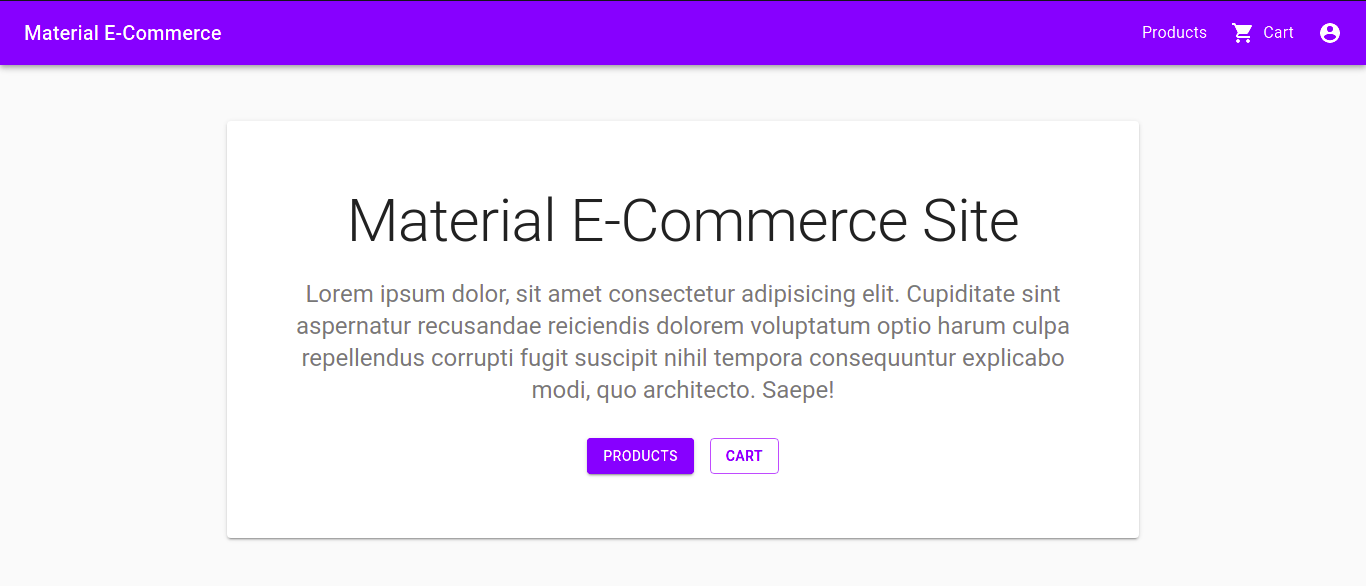 Material E-Commerce
Products
Cart
Material E-Commerce Site
Lorem ipsum dolor, sit amet consectetur adipisicing elit. Cupiditate sint
aspernatur recusandae reiciendis dolorem voluptatum optio harum culpa
repellendus corrupti fugit suscipit nihil tempora consequuntur explicabo
modi, quo architecto. Saepe!
PRODUCTS
CART